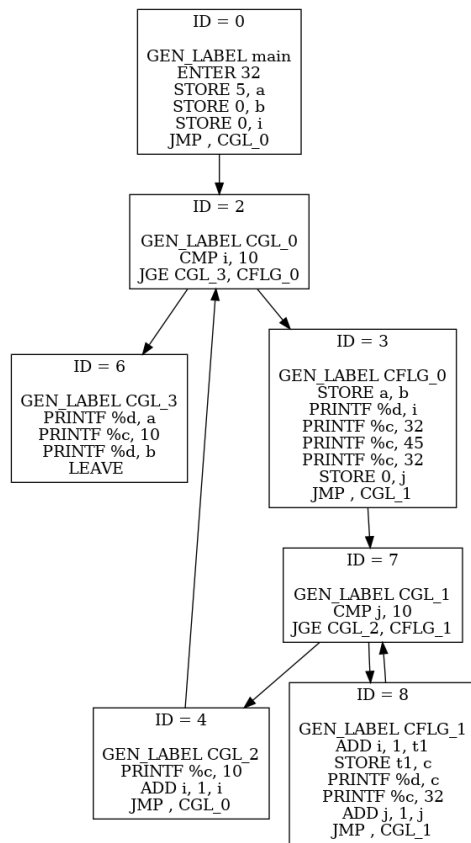 ID = 0
GEN_LABEL main
ENTER 32
STORE 5, a
STORE 0, b
STORE 0, i
JMP , CGL_0
ID = 2
GEN_LABEL CGL_0
CMP i, 10
JGE CGL_3, CFLG_0
ID = 6
GEN_LABEL CGL_3
PRINTF %d, a
PRINTF %c, 10
PRINTF %d, b
LEAVE
ID = 3
GEN_LABEL CFLG_0
STORE a, b
PRINTF %d, i
PRINTF %c, 32
PRINTF %c, 45
PRINTF %c, 32
STORE 0, j
JMP , CGL_1
ID = 7
GEN_LABEL CGL_1
CMP j, 10
JGE CGL_2, CFLG_1
ID = 4
GEN_LABEL CGL_2
PRINTF %c, 10
ADD i, 1, i
JMP , CGL_0
ID = 8
GEN_LABEL CFLG_1
ADD i, 1, t1
STORE t1, c
PRINTF %d, c
PRINTF %c, 32
ADD j, 1, j
JMP , CGL_1